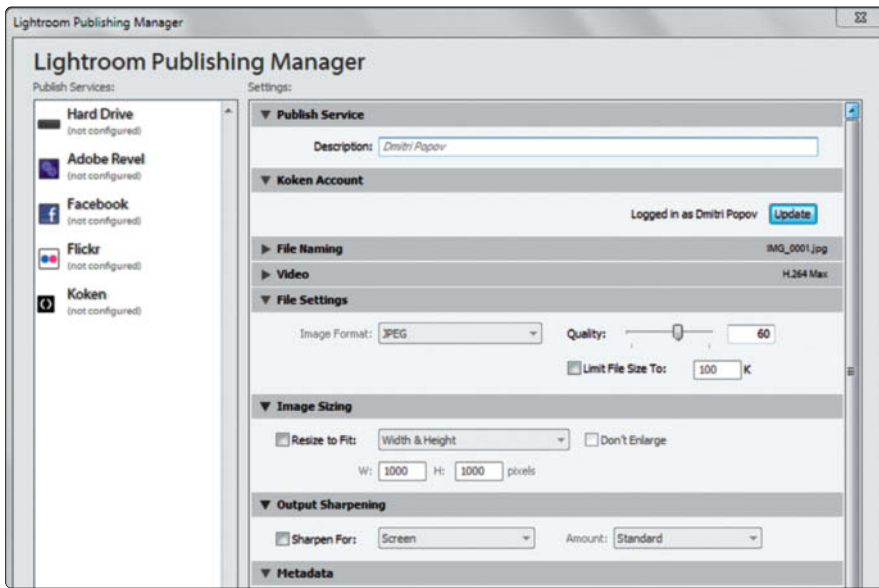 Lightroom Publishing Manager
Lightroom Publishing Manager
Publish Services:
Hard Drive
(not configured)
Adobe Revel
(not configured)
Facebook
(not configured)
Flickr
(not configured)
Koken
(not configured)
Settings:
Publish Service
Description: Dmitri Popov
Koken Account
Logged in as Dmitri Popov Update
File Naming IMG_0001.jpg
Video H.264 Max
File Settings
Image Format: JPEG Quality: 60
Limit File Size To: 100 K
Image Sizing
Resize to Fit: Width & Height Don't Enlarge
W: 1000 H: 1000 pixels
Output Sharpening
Sharpen For: Screen Amount: Standard
Metadata